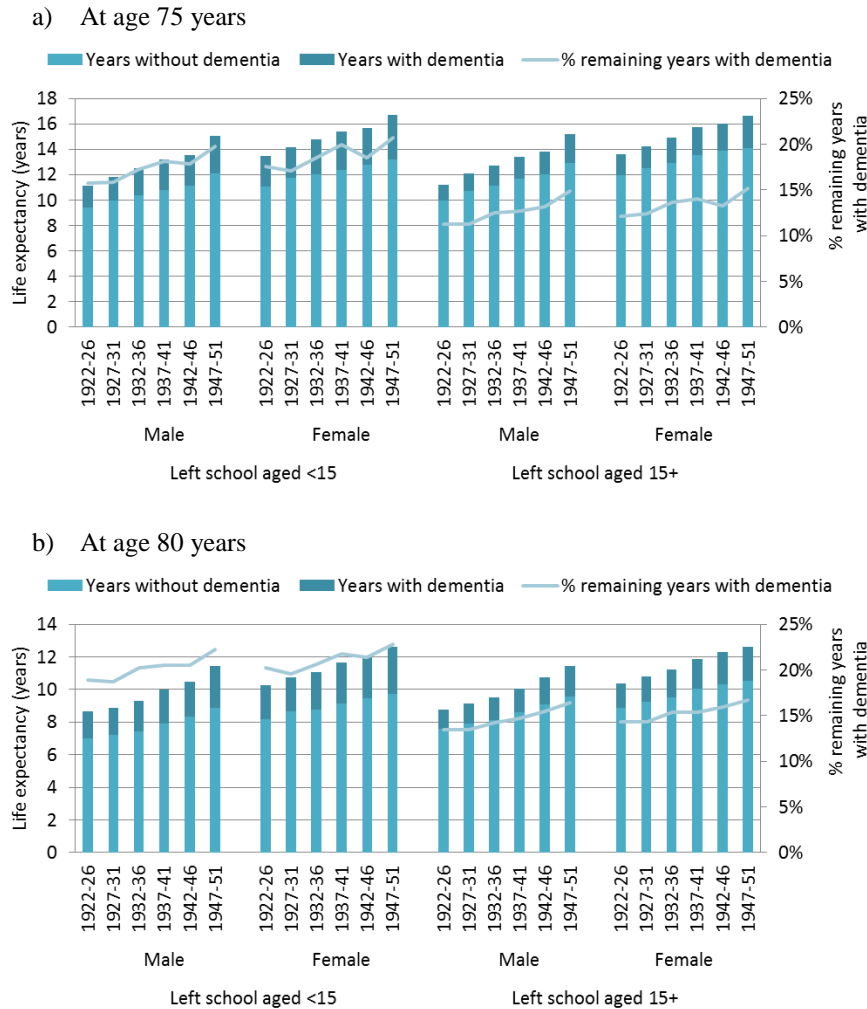 a) At age 75 years
Years without dementia Years with dementia % remaining years with dementia
Life expectancy (years)
18
16
14
12
10
8
6
4
2
0
25%
20%
15%
10%
5%
0%
% remaining years
with dementia
1922-26 1927-31 1932-36 1937-41 1942-46 1947-51 1922-26 1927-31 1932-36 1937-41 1942-46 1947-51 1922-26 1927-31 1932-36 1937-41 1942-46 1947-51 1922-26 1927-31 1932-36 1937-41 1942-46 1947-51
Male Female Male Female
Left school aged <15 Left school aged 15+
b) At age 80 years
Years without dementia Years with dementia % remaining years with dementia
Life expectancy (years)
14
12
10
8
6
4
2
0
25%
20%
15%
10%
5%
0%
% remaining years
with dementia
1922-26 1927-31 1932-36 1937-41 1942-46 1947-51 1922-26 1927-31 1932-36 1937-41 1942-46 1947-51 1922-26 1927-31 1932-36 1937-41 1942-46 1947-51 1922-26 1927-31 1932-36 1937-41 1942-46 1947-51
Male Female Male Female
Left school aged <15 Left school aged 15+